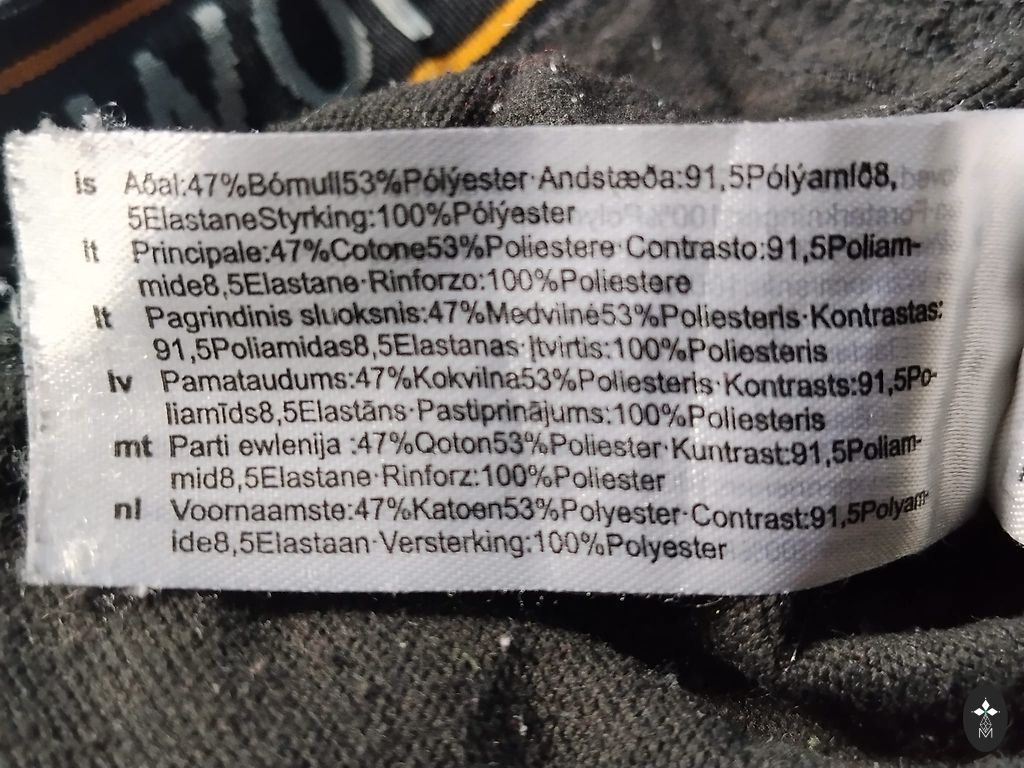 is Aðal:47%Bómull53%Pólýester·Andstæða:91,5Pólýamíð8,
5ElastaneStyrking:100%Pólýester
it Principale:47%Cotone53%Poliestere·Contrasto:91,5Poliam-
mide8,5Elastane·Rinforzo:100%Poliestere
lt Pagrindinis sluoksnis:47%Medvilnė53%Poliesteris·Kontrastas:
91,5Poliamidas8,5Elastanas·Įtvirtis:100%Poliesteris
lv Pamataudums:47%Kokvilna53%Poliesteris·Kontrasts:91,5Po-
liamīds8,5Elastāns·Pastiprinājums:100%Poliesteris
mt Parti ewlenija :47%Qoton53%Poliester·Kuntrast:91,5Poliam-
mid8,5Elastane·Rinforz:100%Poliester
nl Voornaamste:47%Katoen53%Polyester·Contrast:91,5Polyam-
ide8,5Elastaan·Versterking:100%Polyester